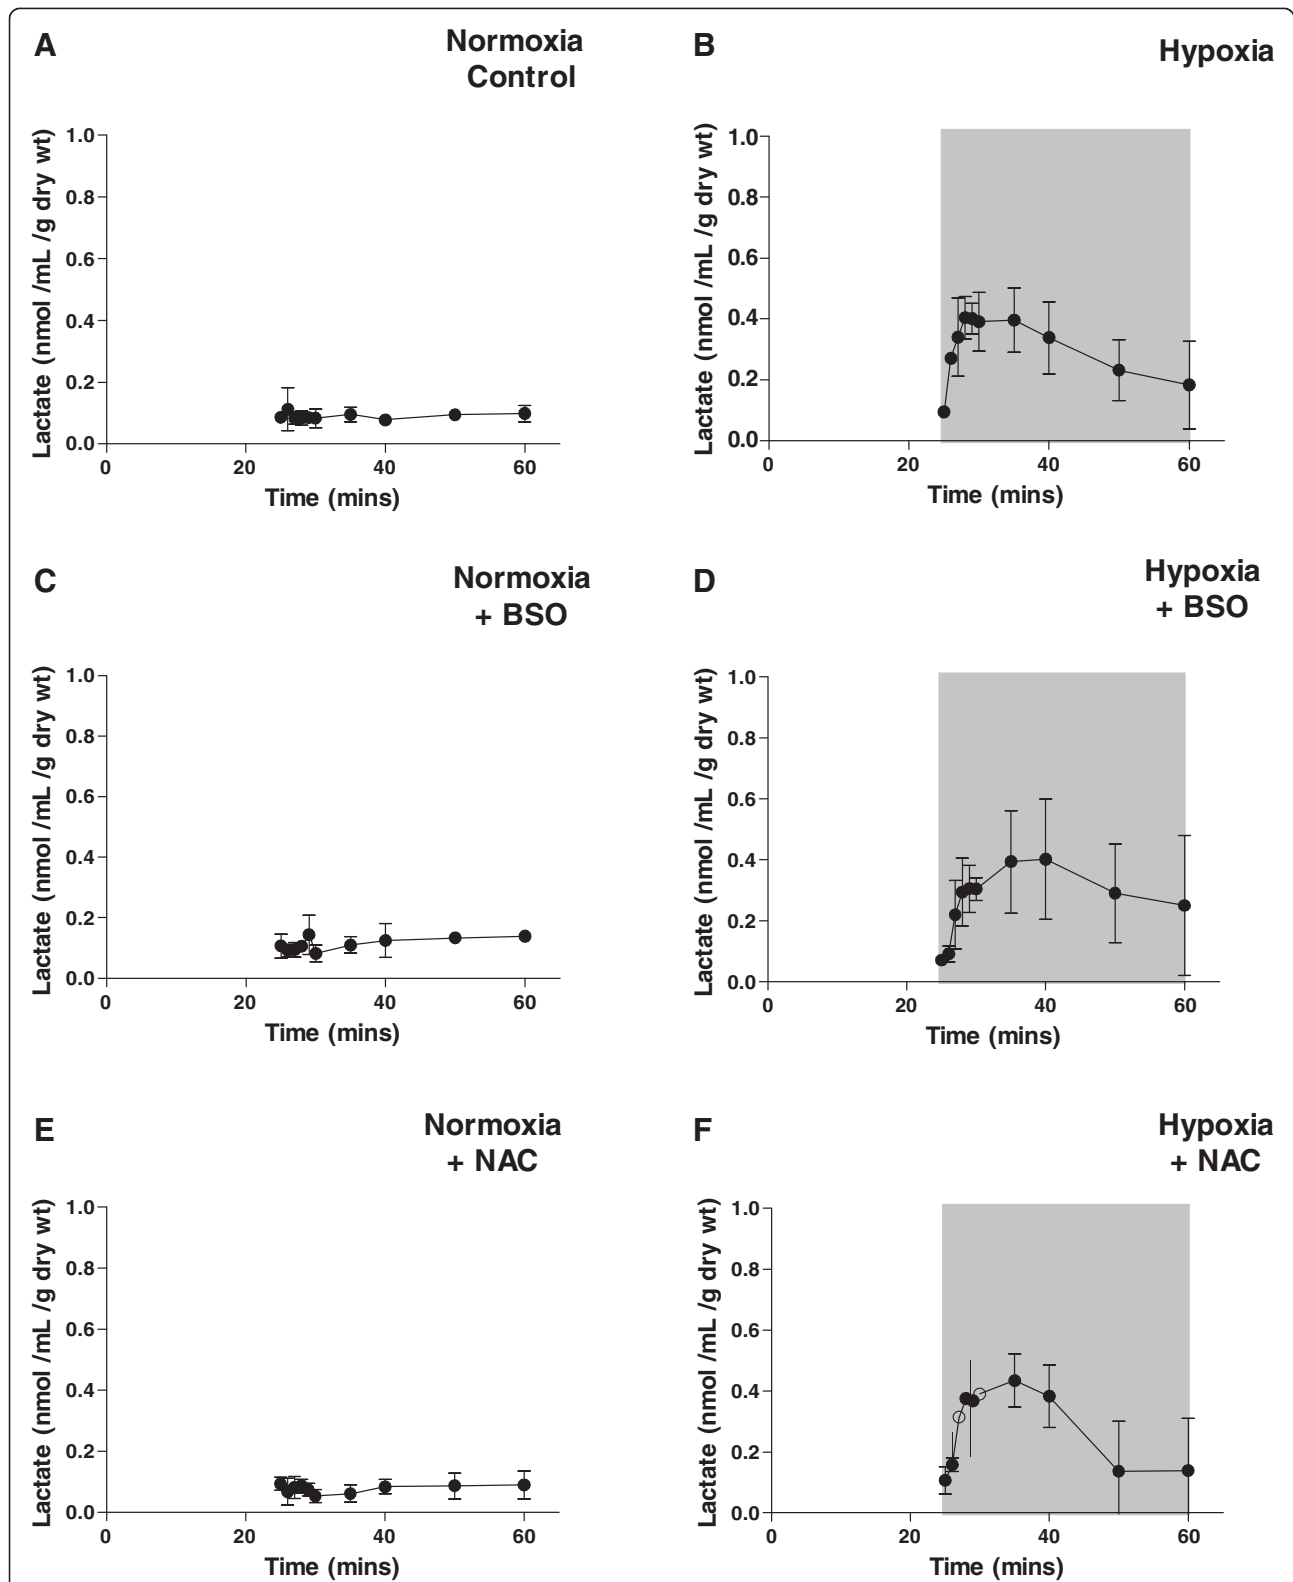 A
Normoxia
Control
Lactate (nmol /mL /g dry wt)
1.0
0.8
0.6
0.4
0.2
0.0
0 20 40 60
Time (mins)
B
Hypoxia
Lactate (nmol /mL /g dry wt)
1.0
0.8
0.6
0.4
0.2
0.0
0 20 40 60
Time (mins)
C
Normoxia
+ BSO
Lactate (nmol /mL /g dry wt)
1.0
0.8
0.6
0.4
0.2
0.0
0 20 40 60
Time (mins)
D
Hypoxia
+ BSO
Lactate (nmol /mL /g dry wt)
1.0
0.8
0.6
0.4
0.2
0.0
0 20 40 60
Time (mins)
E
Normoxia
+ NAC
Lactate (nmol /mL /g dry wt)
1.0
0.8
0.6
0.4
0.2
0.0
0 20 40 60
Time (mins)
F
Hypoxia
+ NAC
Lactate (nmol /mL /g dry wt)
1.0
0.8
0.6
0.4
0.2
0.0
0 20 40 60
Time (mins)